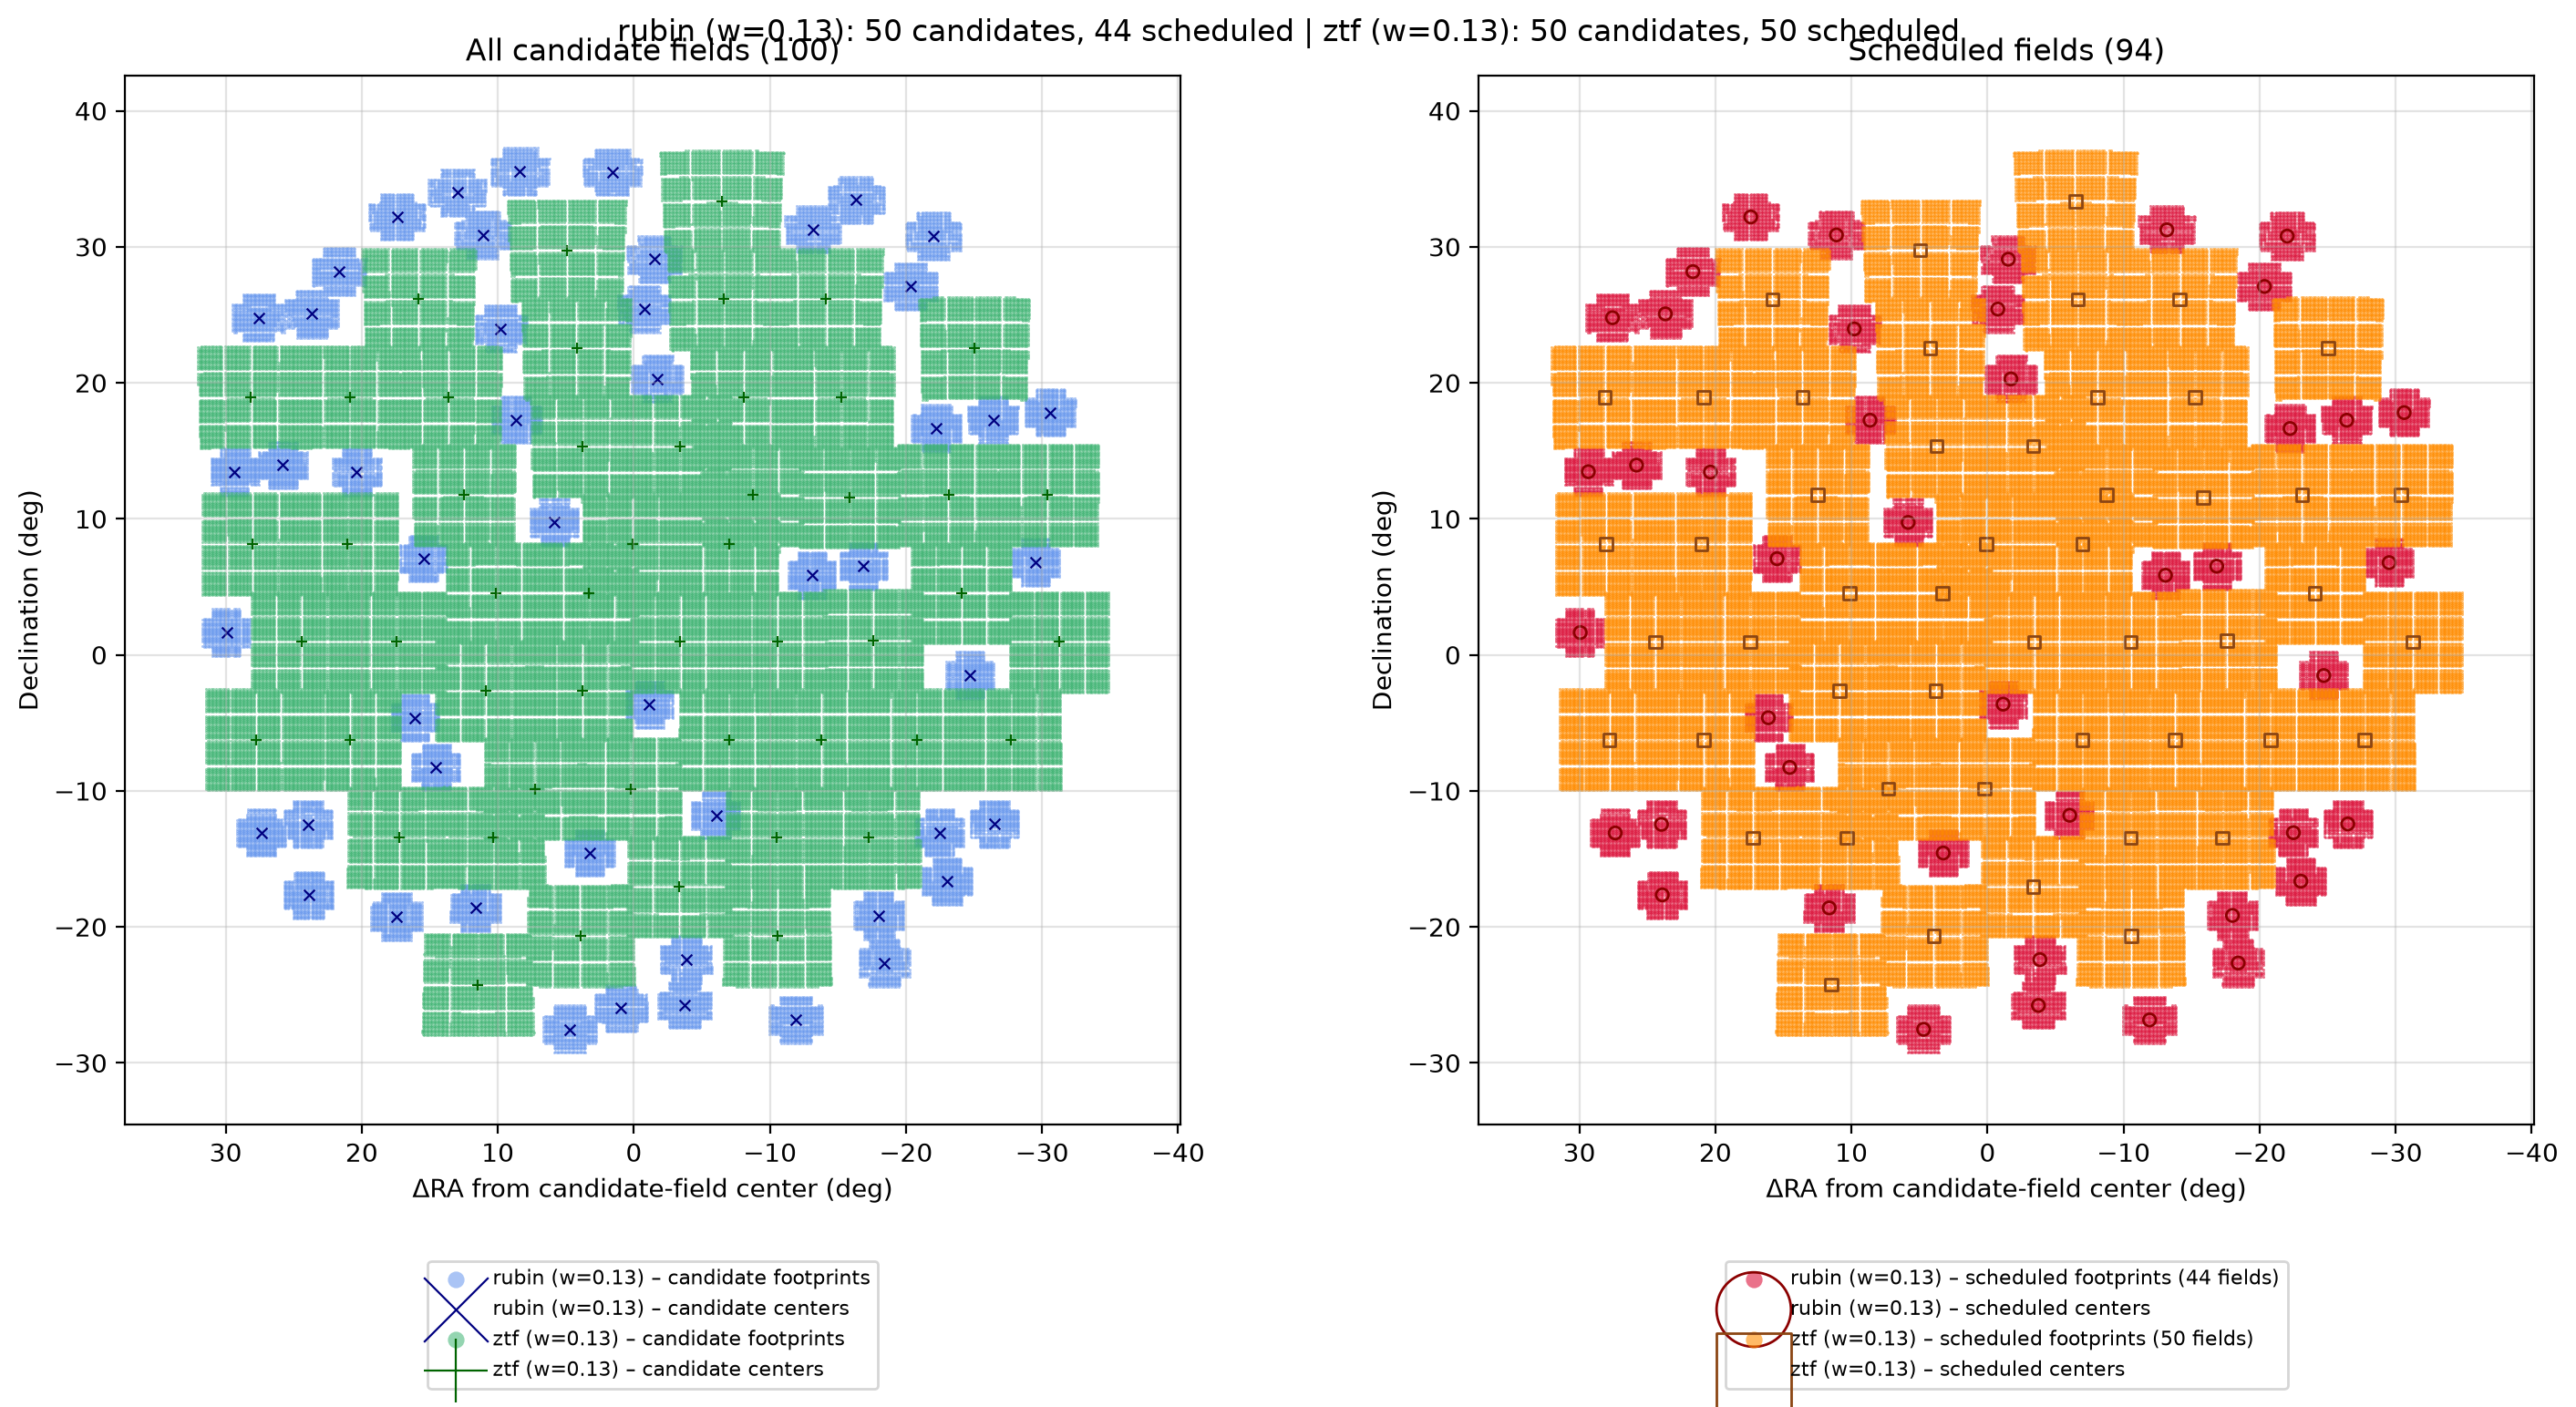 rubin (w=0.13): 50 candidates, 44 scheduled | ztf (w=0.13): 50 candidates, 50 scheduled
All candidate fields (100)
Declination (deg)
40
30
20
10
0
−10
−20
−30
30 20 10 0 −10 −20 −30 −40
ΔRA from candidate-field center (deg)
rubin (w=0.13) – candidate footprints
rubin (w=0.13) – candidate centers
ztf (w=0.13) – candidate footprints
ztf (w=0.13) – candidate centers
Scheduled fields (94)
Declination (deg)
40
30
20
10
0
−10
−20
−30
30 20 10 0 −10 −20 −30 −40
ΔRA from candidate-field center (deg)
rubin (w=0.13) – scheduled footprints (44 fields)
rubin (w=0.13) – scheduled centers
ztf (w=0.13) – scheduled footprints (50 fields)
ztf (w=0.13) – scheduled centers